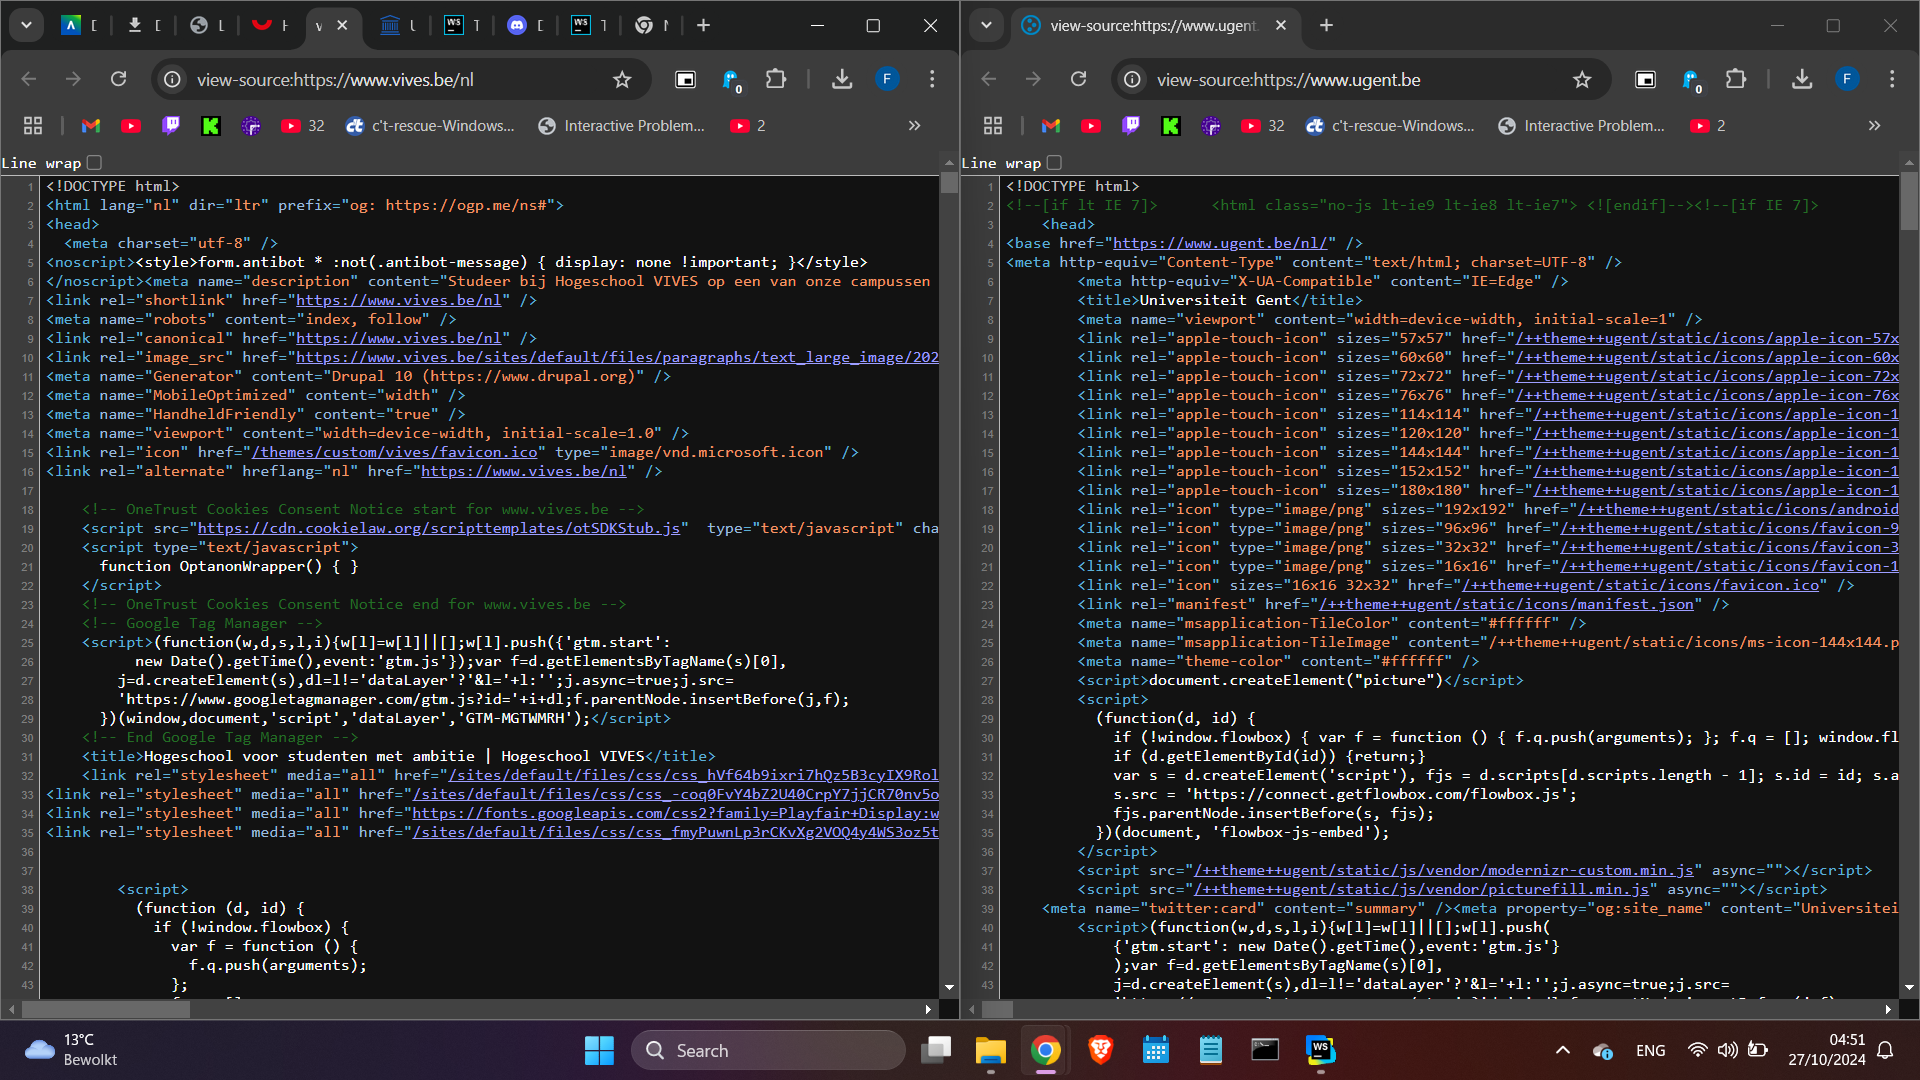 view-source:https://www.vives.be/nl
32
c't-rescue-Windows...
Interactive Problem...
2
Line wrap
1 <!DOCTYPE html>
2 <html lang="nl" dir="ltr" prefix="og: https://ogp.me/ns#">
3 <head>
4 <meta charset="utf-8" />
5 <noscript><style>form.antibot * :not(.antibot-message) { display: none !important; }</style>
6 </noscript><meta name="description" content="Studeer bij Hogeschool VIVES op een van onze campussen
7 <link rel="shortlink" href="https://www.vives.be/nl" />
8 <meta name="robots" content="index, follow" />
9 <link rel="canonical" href="https://www.vives.be/nl" />
10 <link rel="image_src" href="https://www.vives.be/sites/default/files/paragraphs/text_large_image/202
11 <meta name="Generator" content="Drupal 10 (https://www.drupal.org)" />
12 <meta name="MobileOptimized" content="width" />
13 <meta name="HandheldFriendly" content="true" />
14 <meta name="viewport" content="width=device-width, initial-scale=1.0" />
15 <link rel="icon" href="/themes/custom/vives/favicon.ico" type="image/vnd.microsoft.icon" />
16 <link rel="alternate" hreflang="nl" href="https://www.vives.be/nl" />
17
18 <!-- OneTrust Cookies Consent Notice start for www.vives.be -->
19 <script src="https://cdn.cookielaw.org/scripttemplates/otSDKStub.js"  type="text/javascript" cha
20 <script type="text/javascript">
21 function OptanonWrapper() { }
22 </script>
23 <!-- OneTrust Cookies Consent Notice end for www.vives.be -->
24 <!-- Google Tag Manager -->
25 <script>(function(w,d,s,l,i){w[l]=w[l]||[];w[l].push({'gtm.start':
26 new Date().getTime(),event:'gtm.js'});var f=d.getElementsByTagName(s)[0],
27 j=d.createElement(s),dl=l!='dataLayer'?'&l='+l:'';j.async=true;j.src=
28 'https://www.googletagmanager.com/gtm.js?id='+i+dl;f.parentNode.insertBefore(j,f);
29 })(window,document,'script','dataLayer','GTM-MGTWMRH');</script>
30 <!-- End Google Tag Manager -->
31 <title>Hogeschool voor studenten met ambitie | Hogeschool VIVES</title>
32 <link rel="stylesheet" media="all" href="/sites/default/files/css/css_hVf64b9ixri7hQz5B3cyIX9Rol
33 <link rel="stylesheet" media="all" href="/sites/default/files/css/css_-coq0FvY4bZ2U40CrpY7jjCR70nv5o
34 <link rel="stylesheet" media="all" href="https://fonts.googleapis.com/css2?family=Playfair+Display:w
35 <link rel="stylesheet" media="all" href="/sites/default/files/css/css_fmyPuwnLp3rCKvXg2VOQ4y4WS3oz5t
36
37
38 <script>
39 (function (d, id) {
40 if (!window.flowbox) {
41 var f = function () {
42 f.q.push(arguments);
43 };
view-source:https://www.ugent.
view-source:https://www.ugent.be
32
c't-rescue-Windows...
Interactive Problem...
2
Line wrap
1 <!DOCTYPE html>
2 <!--[if lt IE 7]>      <html class="no-js lt-ie9 lt-ie8 lt-ie7"> <![endif]--><!--[if IE 7]>
3 <head>
4 <base href="https://www.ugent.be/nl/" />
5 <meta http-equiv="Content-Type" content="text/html; charset=UTF-8" />
6 <meta http-equiv="X-UA-Compatible" content="IE=Edge" />
7 <title>Universiteit Gent</title>
8 <meta name="viewport" content="width=device-width, initial-scale=1" />
9 <link rel="apple-touch-icon" sizes="57x57" href="/++theme++ugent/static/icons/apple-icon-57x
10 <link rel="apple-touch-icon" sizes="60x60" href="/++theme++ugent/static/icons/apple-icon-60x
11 <link rel="apple-touch-icon" sizes="72x72" href="/++theme++ugent/static/icons/apple-icon-72x
12 <link rel="apple-touch-icon" sizes="76x76" href="/++theme++ugent/static/icons/apple-icon-76x
13 <link rel="apple-touch-icon" sizes="114x114" href="/++theme++ugent/static/icons/apple-icon-1
14 <link rel="apple-touch-icon" sizes="120x120" href="/++theme++ugent/static/icons/apple-icon-1
15 <link rel="apple-touch-icon" sizes="144x144" href="/++theme++ugent/static/icons/apple-icon-1
16 <link rel="apple-touch-icon" sizes="152x152" href="/++theme++ugent/static/icons/apple-icon-1
17 <link rel="apple-touch-icon" sizes="180x180" href="/++theme++ugent/static/icons/apple-icon-1
18 <link rel="icon" type="image/png" sizes="192x192" href="/++theme++ugent/static/icons/android
19 <link rel="icon" type="image/png" sizes="96x96" href="/++theme++ugent/static/icons/favicon-9
20 <link rel="icon" type="image/png" sizes="32x32" href="/++theme++ugent/static/icons/favicon-3
21 <link rel="icon" type="image/png" sizes="16x16" href="/++theme++ugent/static/icons/favicon-1
22 <link rel="icon" sizes="16x16 32x32" href="/++theme++ugent/static/icons/favicon.ico" />
23 <link rel="manifest" href="/++theme++ugent/static/icons/manifest.json" />
24 <meta name="msapplication-TileColor" content="#ffffff" />
25 <meta name="msapplication-TileImage" content="/++theme++ugent/static/icons/ms-icon-144x144.p
26 <meta name="theme-color" content="#ffffff" />
27 <script>document.createElement("picture")</script>
28 <script>
29 (function(d, id) {
30 if (!window.flowbox) { var f = function () { f.q.push(arguments); }; f.q = []; window.fl
31 if (d.getElementById(id)) {return;}
32 var s = d.createElement('script'), fjs = d.scripts[d.scripts.length - 1]; s.id = id; s.a
33 s.src = 'https://connect.getflowbox.com/flowbox.js';
34 fjs.parentNode.insertBefore(s, fjs);
35 })(document, 'flowbox-js-embed');
36 </script>
37 <script src="/++theme++ugent/static/js/vendor/modernizr-custom.min.js" async=""></script>
38 <script src="/++theme++ugent/static/js/vendor/picturefill.min.js" async=""></script>
39 <meta name="twitter:card" content="summary" /><meta property="og:site_name" content="Universitei
40 <script>(function(w,d,s,l,i){w[l]=w[l]||[];w[l].push(
41 {'gtm.start': new Date().getTime(),event:'gtm.js'}
42 );var f=d.getElementsByTagName(s)[0],
43 j=d.createElement(s),dl=l!='dataLayer'?'&l='+l:'';j.async=true;j.src=
13°C
Bewolkt
Search
ENG
04:51
27/10/2024